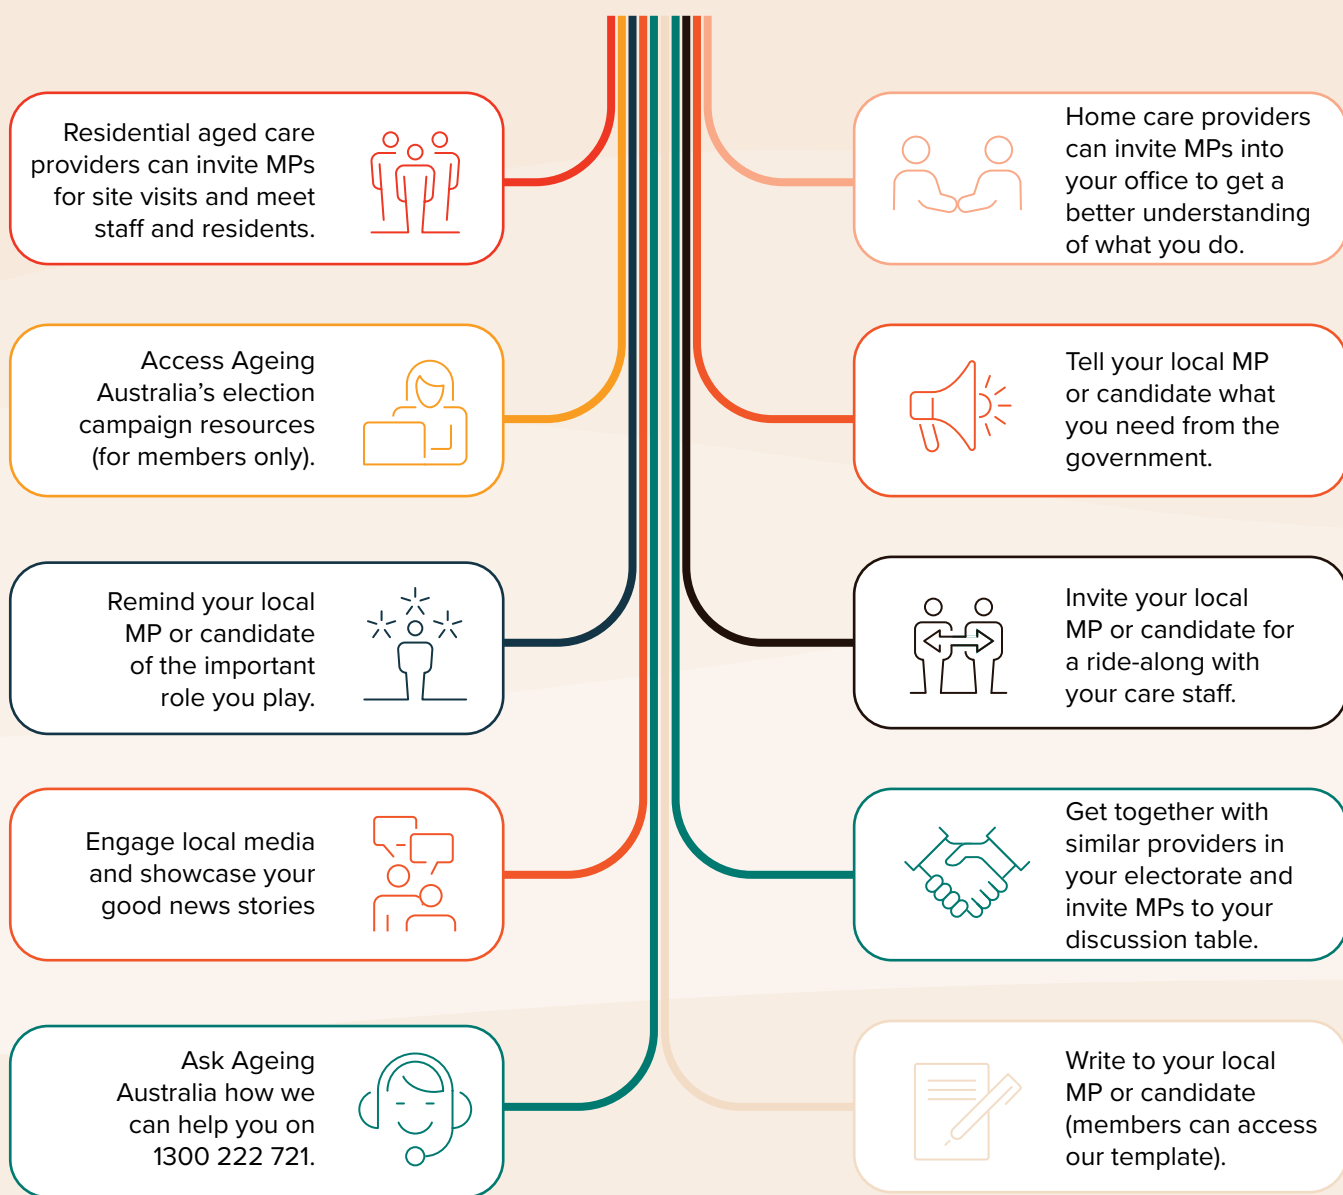 Residential aged care
providers can invite MPs
for site visits and meet
staff and residents.
Home care providers
can invite MPs into
your office to get a
better understanding
of what you do.
Access Ageing
Australia’s election
campaign resources
(for members only).
Tell your local MP
or candidate what
you need from the
government.
Remind your local
MP or candidate
of the important
role you play.
Invite your local
MP or candidate for
a ride-along with
your care staff.
Engage local media
and showcase your
good news stories
Get together with
similar providers in
your electorate and
invite MPs to your
discussion table.
Ask Ageing
Australia how we
can help you on
1300 222 721.
Write to your local
MP or candidate
(members can access
our template).